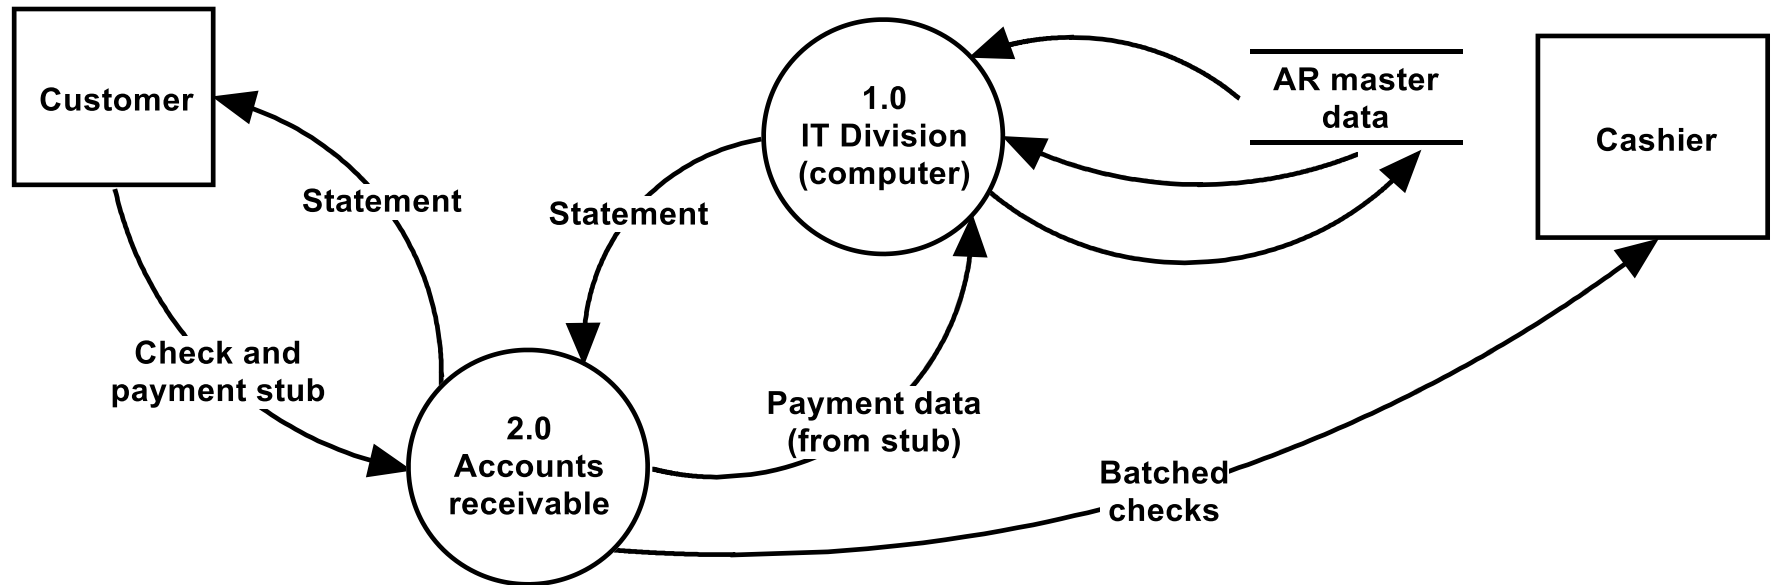 Customer
Statement
Check and
payment stub
1.0
IT Division
(computer)
AR master
data
Cashier
Statement
2.0
Accounts
receivable
Payment data
(from stub)
Batched
checks